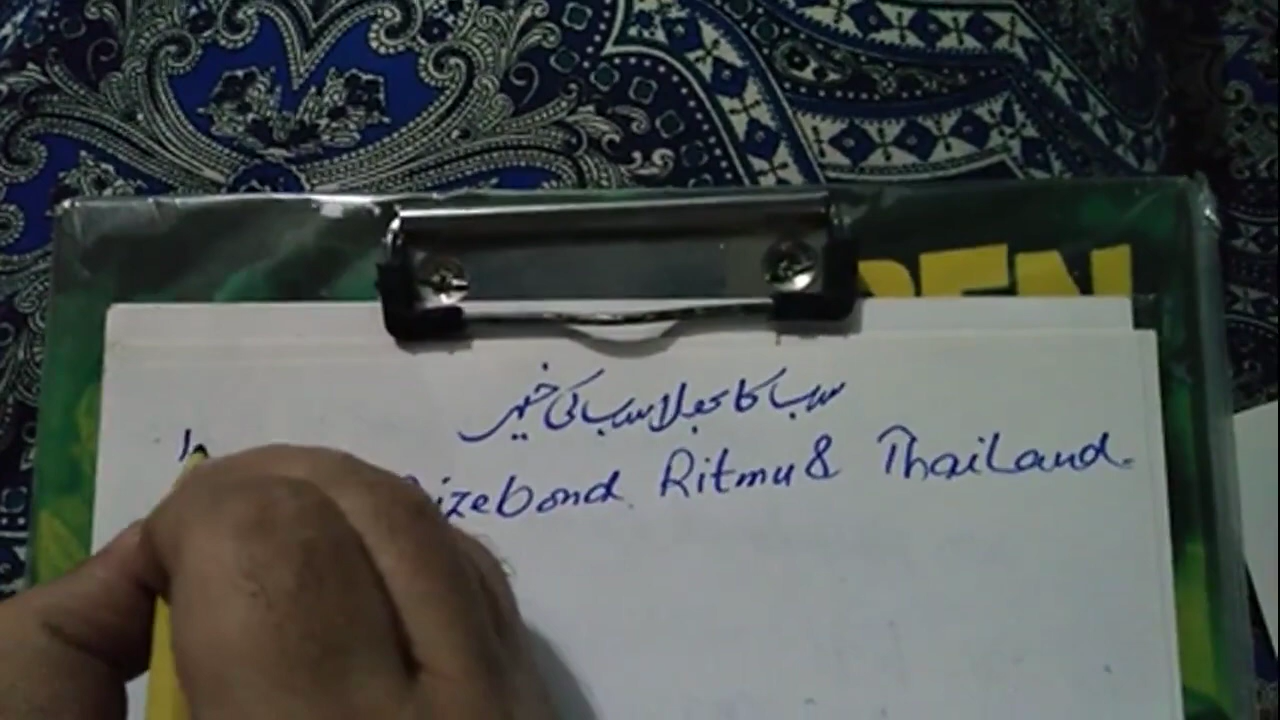 سب کا بھلا سب کی خیر
izebond Ritmu & Thailand.